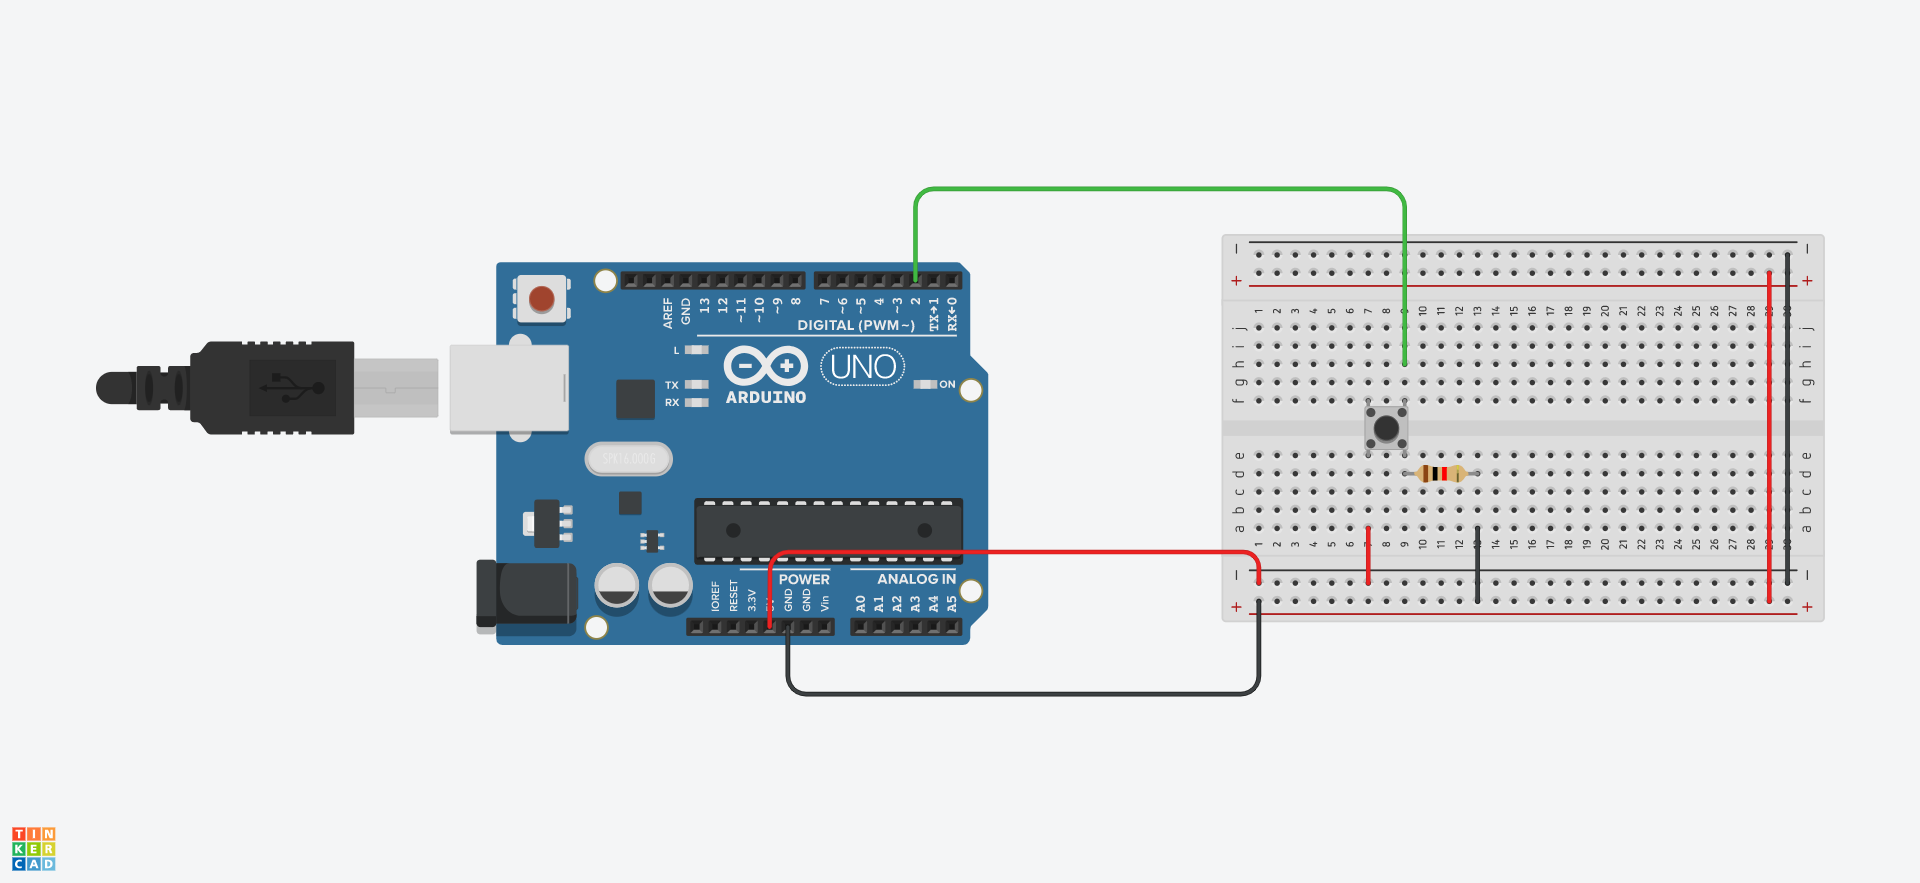 AREF
GND
13
12
~11
~10
~9
8
7
~6
~5
4
~3
2
TX→1
RX←0
DIGITAL (PWM~)
L
TX
RX
ARDUINO
UNO
ON
SPK16.000G
POWER
ANALOG IN
IOREF
RESET
3.3V
GND
GND
Vin
A0
A1
A2
A3
A4
A5
− −
+ +
1 2 3 4 5 6 7 8 9 10 11 12 13 14 15 16 17 18 19 20 21 22 23 24 25 26 27 28 29 30
j j
i i
h h
g g
f f
e e
d d
c c
b b
a a
1 2 3 4 5 6 7 8 9 10 11 12 13 14 15 16 17 18 19 20 21 22 23 24 25 26 27 28 29 30
− −
+ +
TIN
KER
CAD